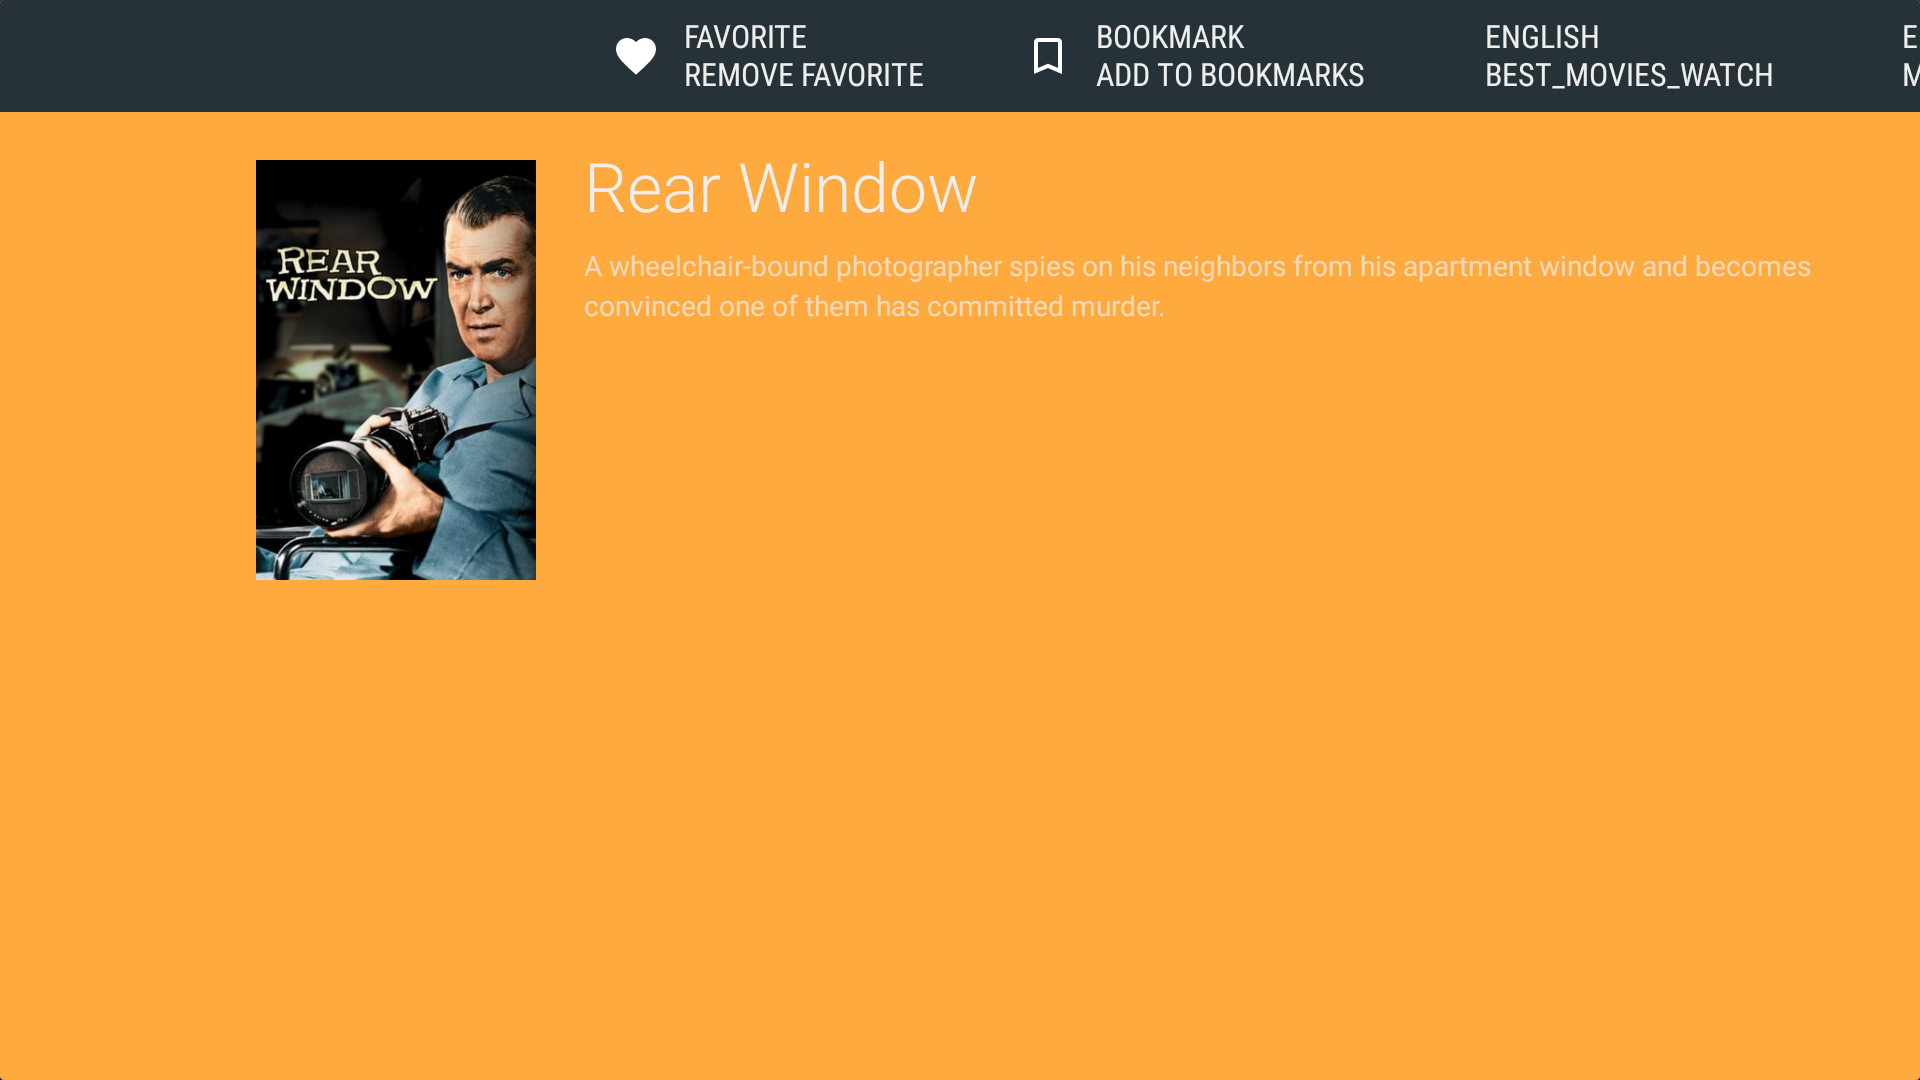 FAVORITE
REMOVE FAVORITE
BOOKMARK
ADD TO BOOKMARKS
ENGLISH
BEST_MOVIES_WATCH
REAR
WINDOW
Rear Window
A wheelchair-bound photographer spies on his neighbors from his apartment window and becomes
convinced one of them has committed murder.